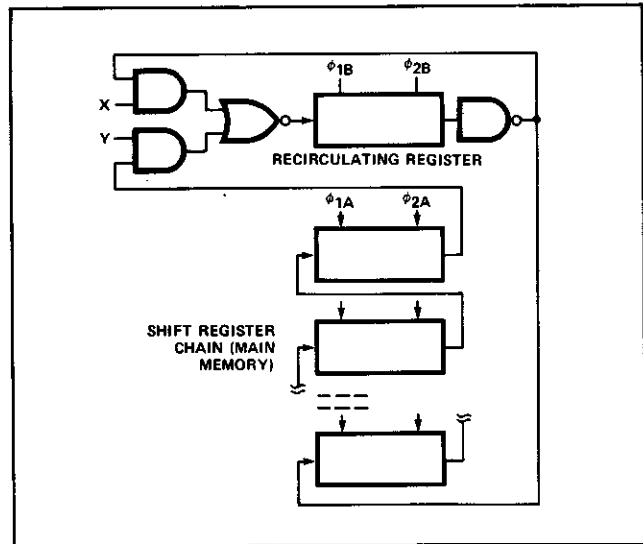 ϕ1B ϕ2B
X
Y
RECIRCULATING REGISTER
ϕ1A ϕ2A
SHIFT REGISTER
CHAIN (MAIN
MEMORY)